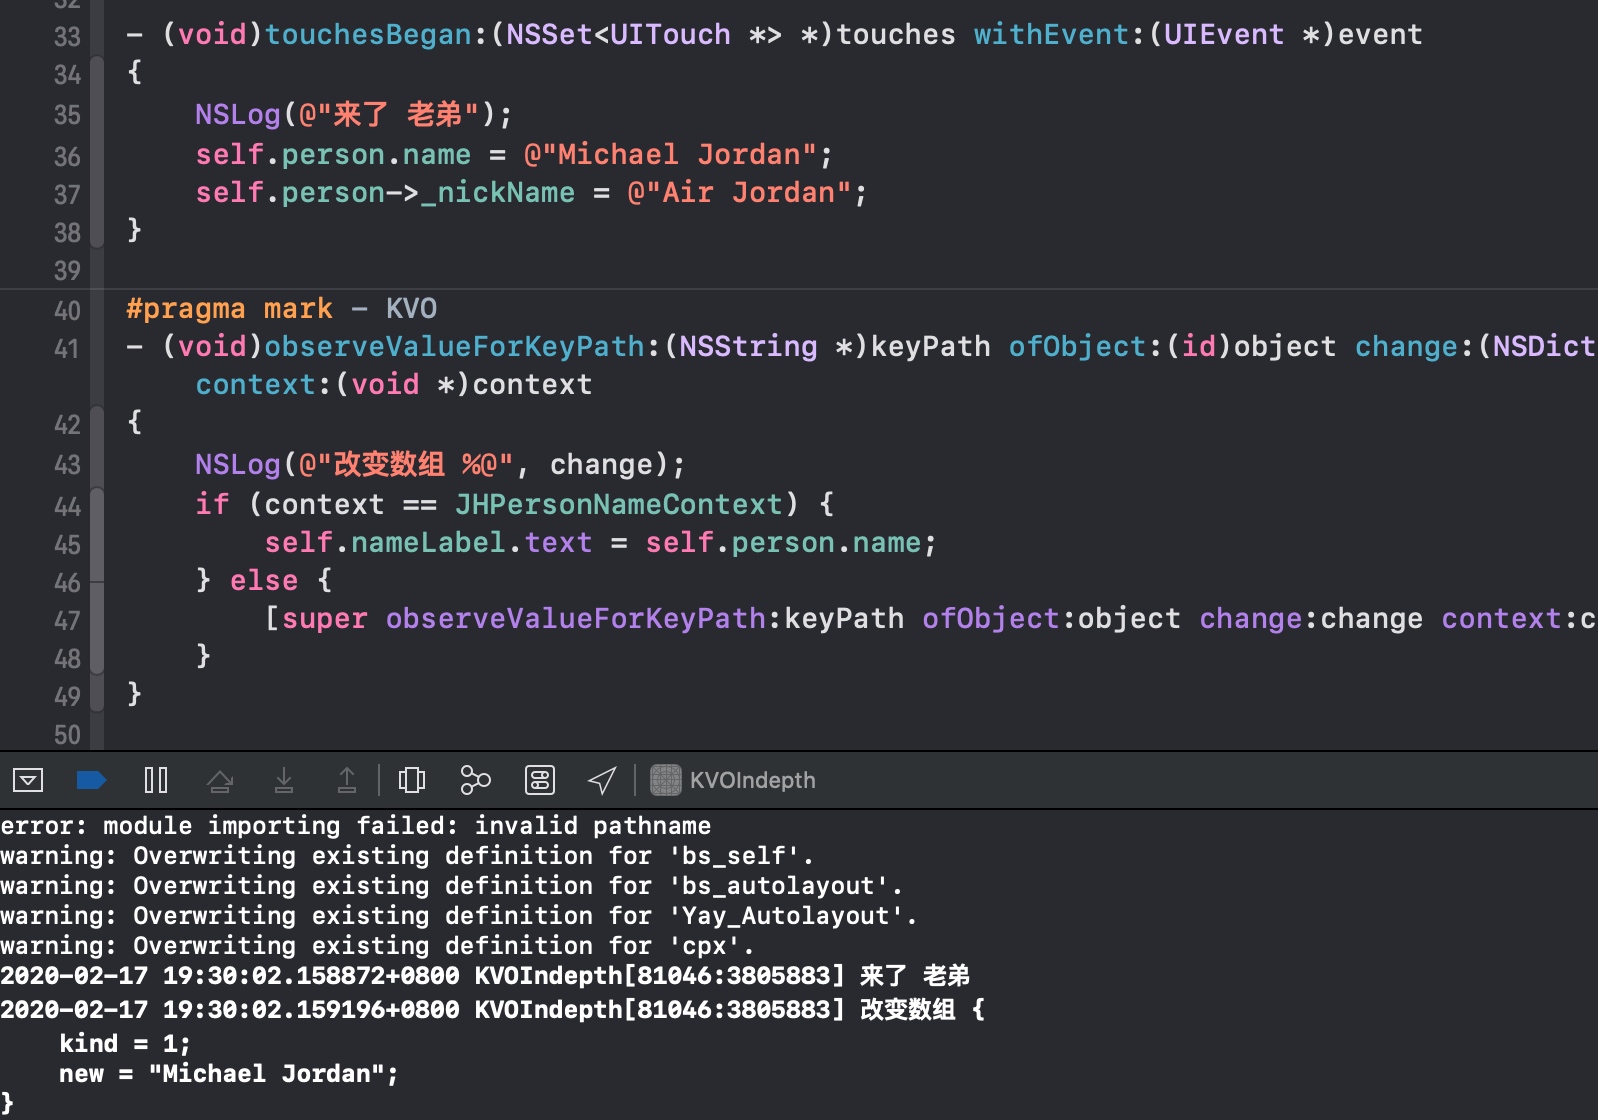 32
33 - (void)touchesBegan:(NSSet<UITouch *> *)touches withEvent:(UIEvent *)event
34 {
35     NSLog(@"来了 老弟");
36     self.person.name = @"Michael Jordan";
37     self.person->_nickName = @"Air Jordan";
38 }
39
40 #pragma mark - KVO
41 - (void)observeValueForKeyPath:(NSString *)keyPath ofObject:(id)object change:(NSDict
    context:(void *)context
42 {
43     NSLog(@"改变数组 %@", change);
44     if (context == JHPersonNameContext) {
45         self.nameLabel.text = self.person.name;
46     } else {
47         [super observeValueForKeyPath:keyPath ofObject:object change:change context:c
48     }
49 }
50
KVOIndepth
error: module importing failed: invalid pathname
warning: Overwriting existing definition for 'bs_self'.
warning: Overwriting existing definition for 'bs_autolayout'.
warning: Overwriting existing definition for 'Yay_Autolayout'.
warning: Overwriting existing definition for 'cpx'.
2020-02-17 19:30:02.158872+0800 KVOIndepth[81046:3805883] 来了 老弟
2020-02-17 19:30:02.159196+0800 KVOIndepth[81046:3805883] 改变数组 {
    kind = 1;
    new = "Michael Jordan";
}